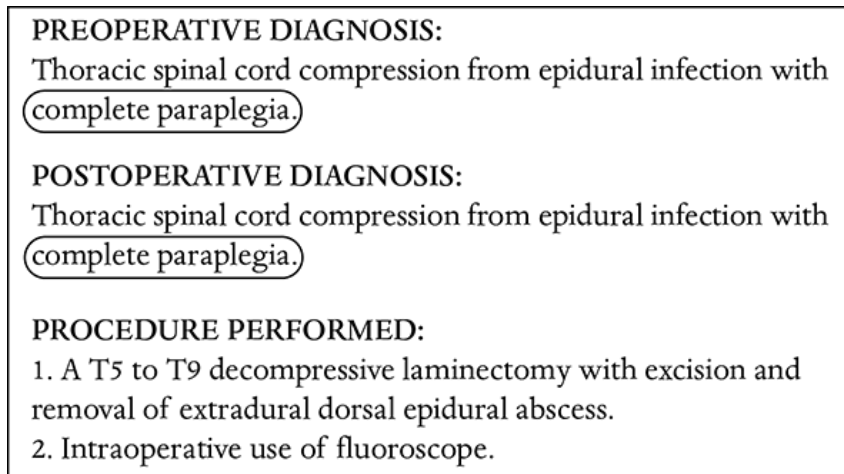 PREOPERATIVE DIAGNOSIS:
Thoracic spinal cord compression from epidural infection with
complete paraplegia.
POSTOPERATIVE DIAGNOSIS:
Thoracic spinal cord compression from epidural infection with
complete paraplegia.
PROCEDURE PERFORMED:
1. A T5 to T9 decompressive laminectomy with excision and
removal of extradural dorsal epidural abscess.
2. Intraoperative use of fluoroscope.